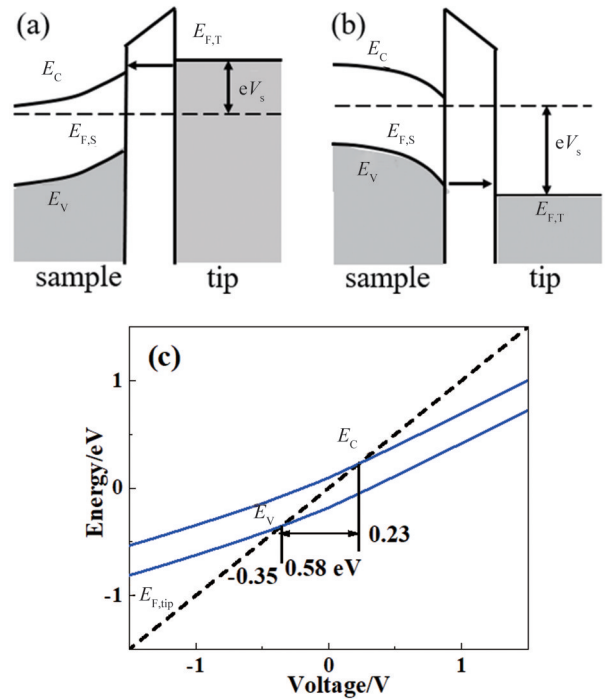 (a)
E_F,T
E_C
eV_s
E_F,S
E_V
sample tip
(b)
E_C
E_F,S
eV_s
E_V
E_F,T
sample tip
(c)
Energy/eV
1
0
-1
E_C
E_V
0.23
-0.35 0.58 eV
E_F,tip
-1 0 1
Voltage/V